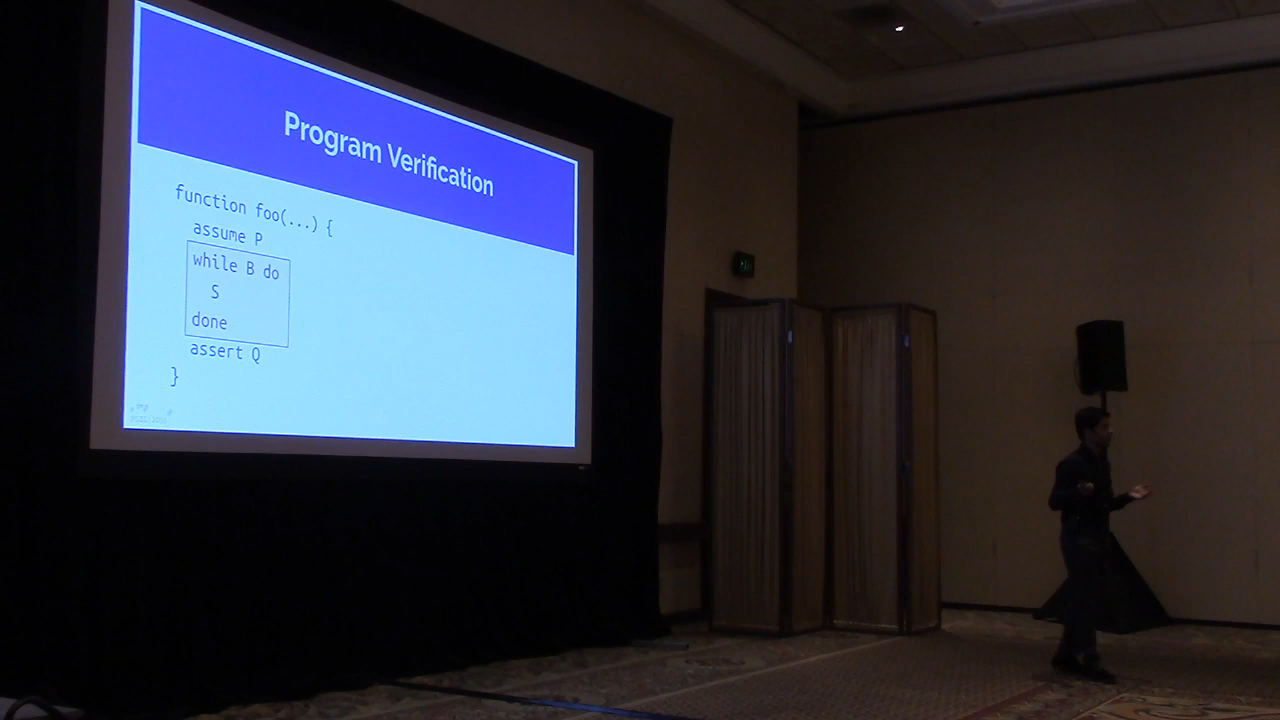 Program Verification
function foo(...) {
assume P
while B do
S
done
assert Q
}